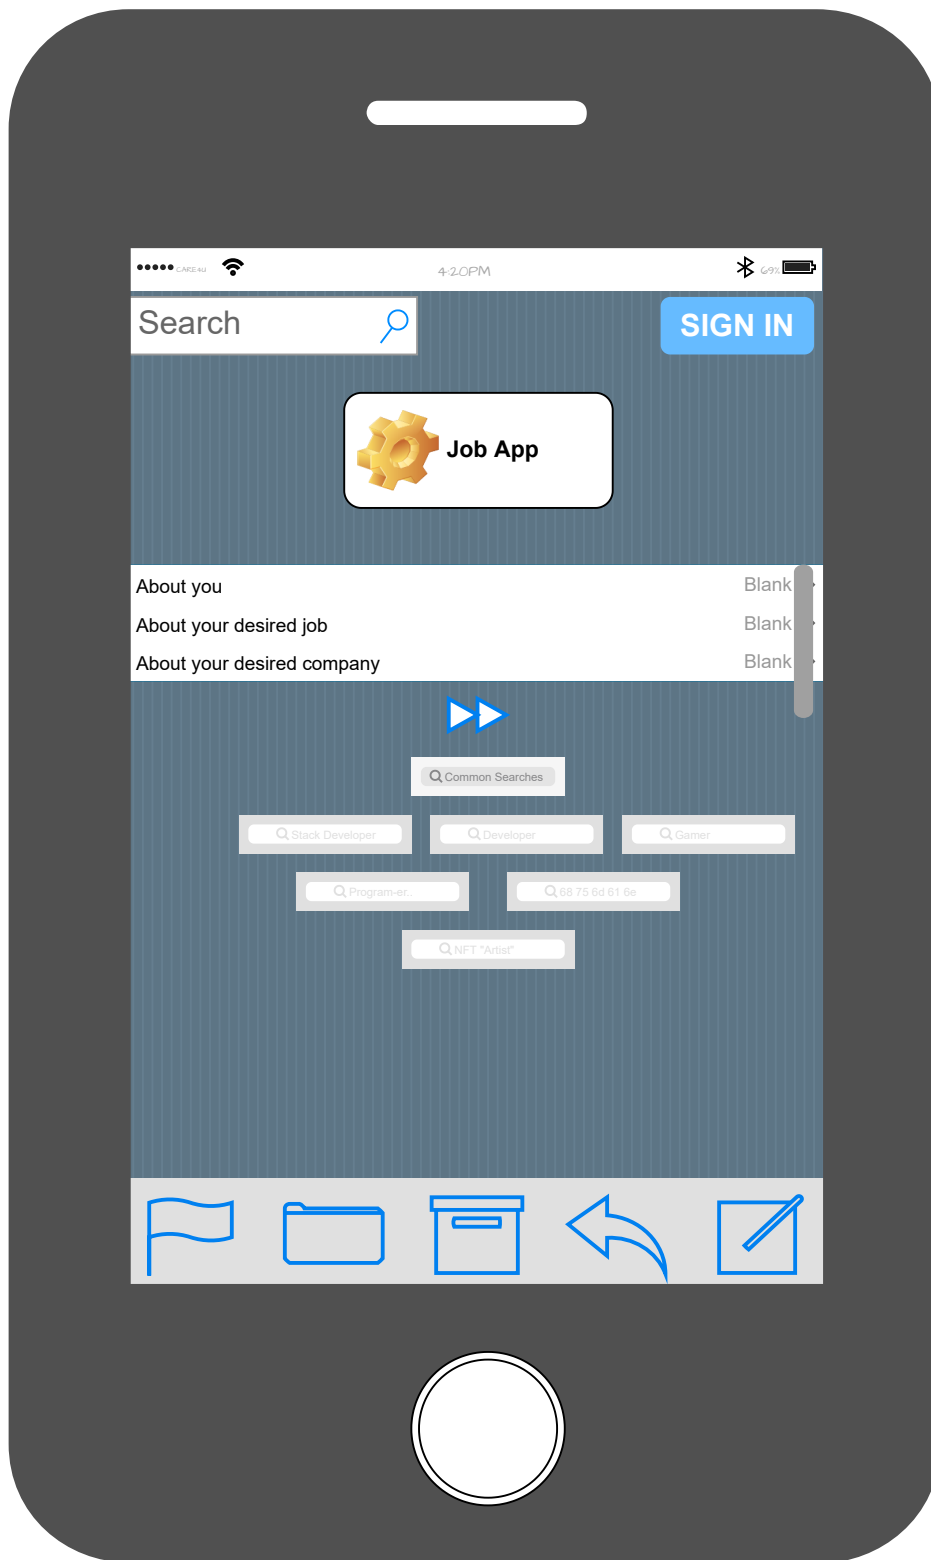 CARE4U 4:20PM 69%
Search SIGN IN
Job App
About you Blank
About your desired job Blank
About your desired company Blank
Common Searches
Stack Developer Developer Gamer
Program-er.. 68 75 6d 61 6e
NFT "Artist"